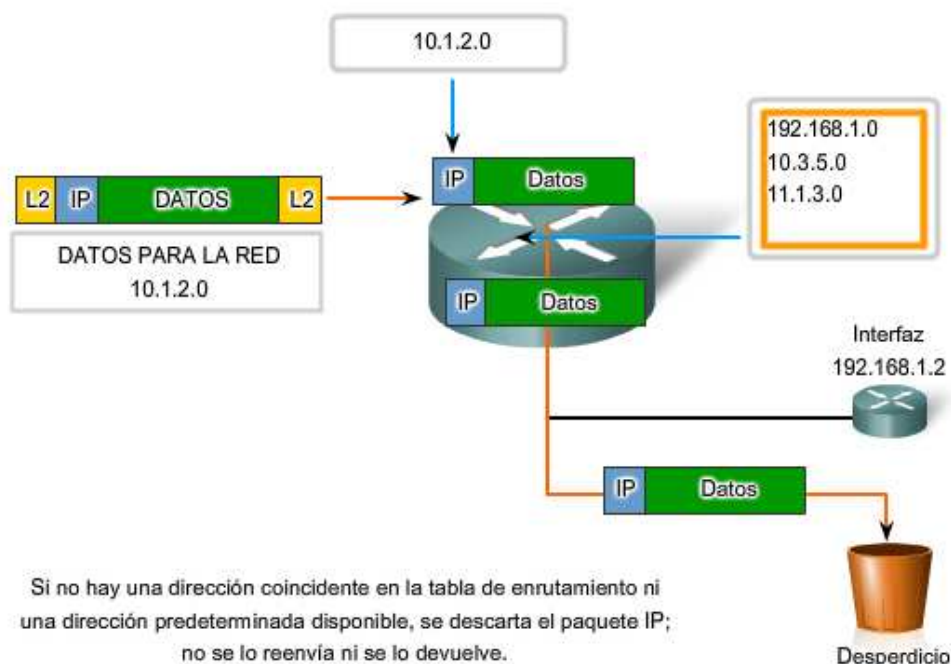 10.1.2.0
192.168.1.0
10.3.5.0
11.1.3.0
IP Datos
L2 IP DATOS L2
DATOS PARA LA RED
10.1.2.0
IP Datos
Interfaz
192.168.1.2
IP Datos
Si no hay una dirección coincidente en la tabla de enrutamiento ni
una dirección predeterminada disponible, se descarta el paquete IP;
no se lo reenvía ni se lo devuelve.
Desperdicio